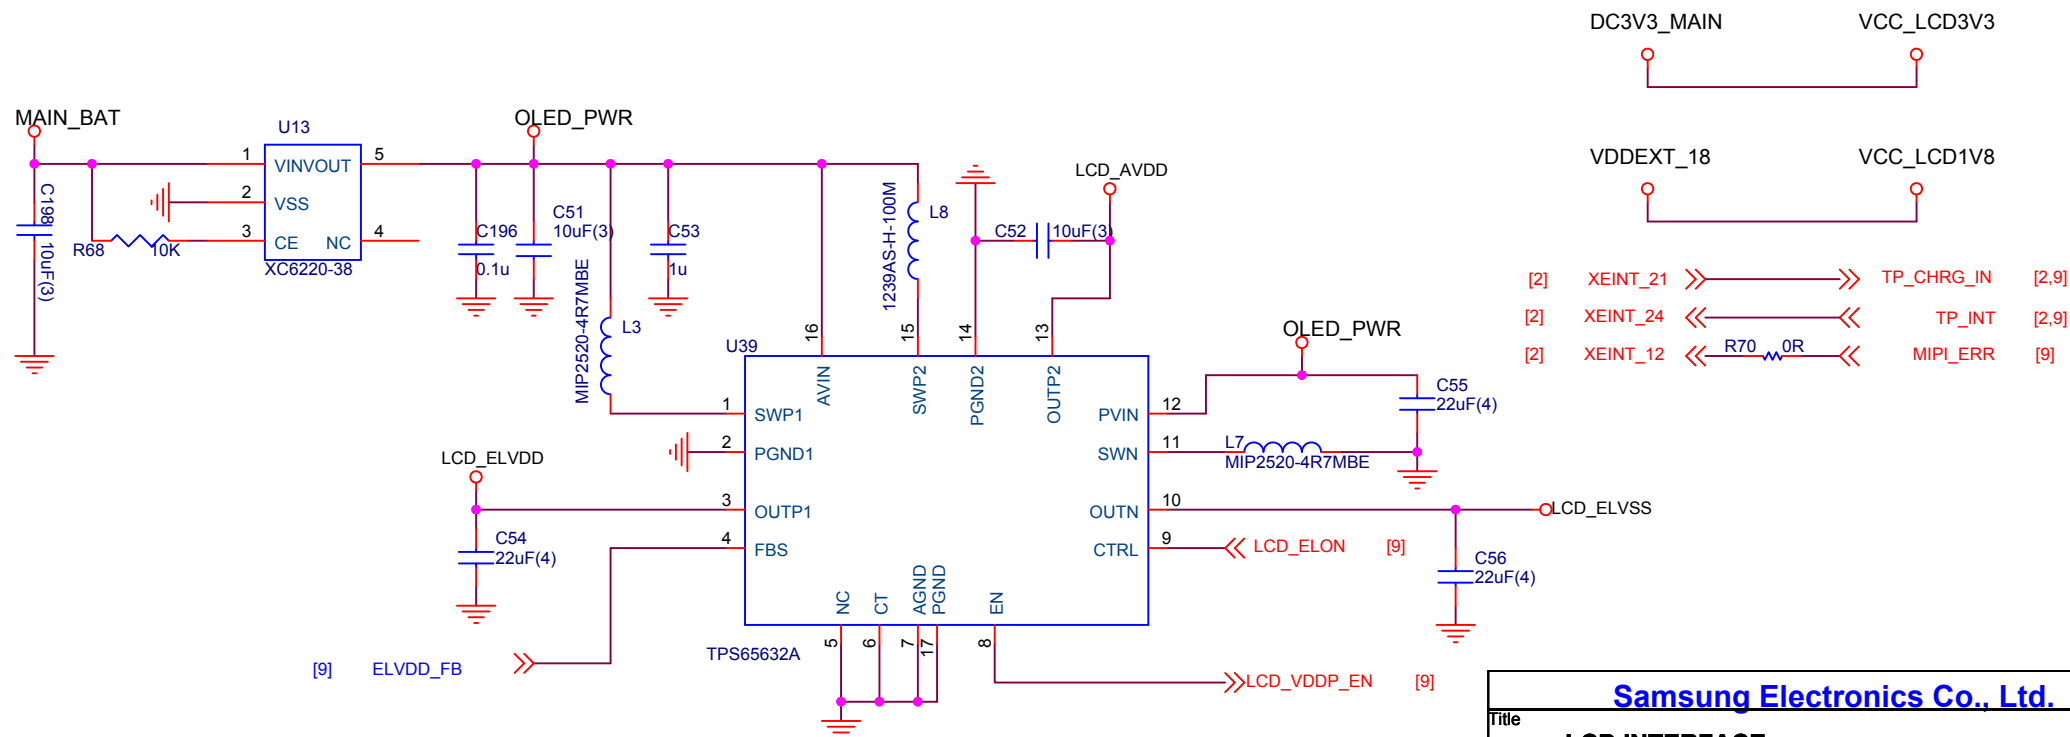 DC3V3_MAIN VCC_LCD3V3
MAIN_BAT
U13
OLED_PWR
1 VINVOUT 5
2 VSS
3 CE NC 4
XC6220-38
C198
10uF(3)
R68 10K
C196
0.1u
C51
10uF(3)
C53
1u
MIP2520-4R7MBE
L3
1239AS-H-100M
L8
LCD_AVDD
C52 10uF(3)
VDDEXT_18 VCC_LCD1V8
[2] XEINT_21 TP_CHRG_IN [2,9]
[2] XEINT_24 TP_INT [2,9]
[2] XEINT_12 R70 0R MIPI_ERR [9]
U39
16 15 14 13
AVIN SWP2 PGND2 OUTP2
OLED_PWR
1 SWP1 PVIN 12
C55
22uF(4)
2 PGND1 SWN 11
L7
MIP2520-4R7MBE
LCD_ELVDD
3 OUTP1 OUTN 10 LCD_ELVSS
C54
22uF(4)
4 FBS CTRL 9 LCD_ELON [9]
C56
22uF(4)
NC CT AGND PGND EN
5 6 7 17 8
TPS65632A
[9] ELVDD_FB
LCD_VDDP_EN [9]
Samsung Electronics Co., Ltd.
Title
LCD INTERFACE